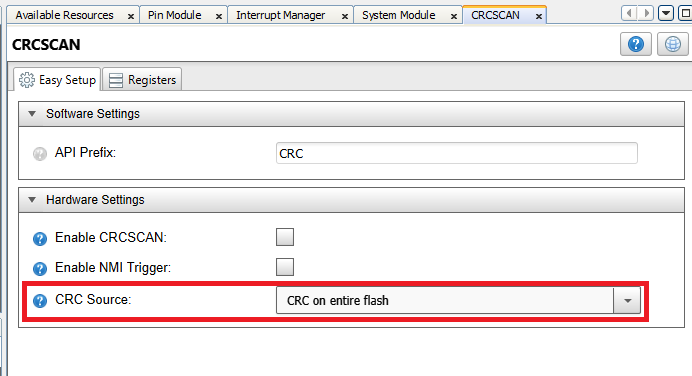 Available Resources x Pin Module x Interrupt Manager x System Module x CRCSCAN x
CRCSCAN
Easy Setup Registers
Software Settings
API Prefix: CRC
Hardware Settings
Enable CRCSCAN:
Enable NMI Trigger:
CRC Source: CRC on entire flash